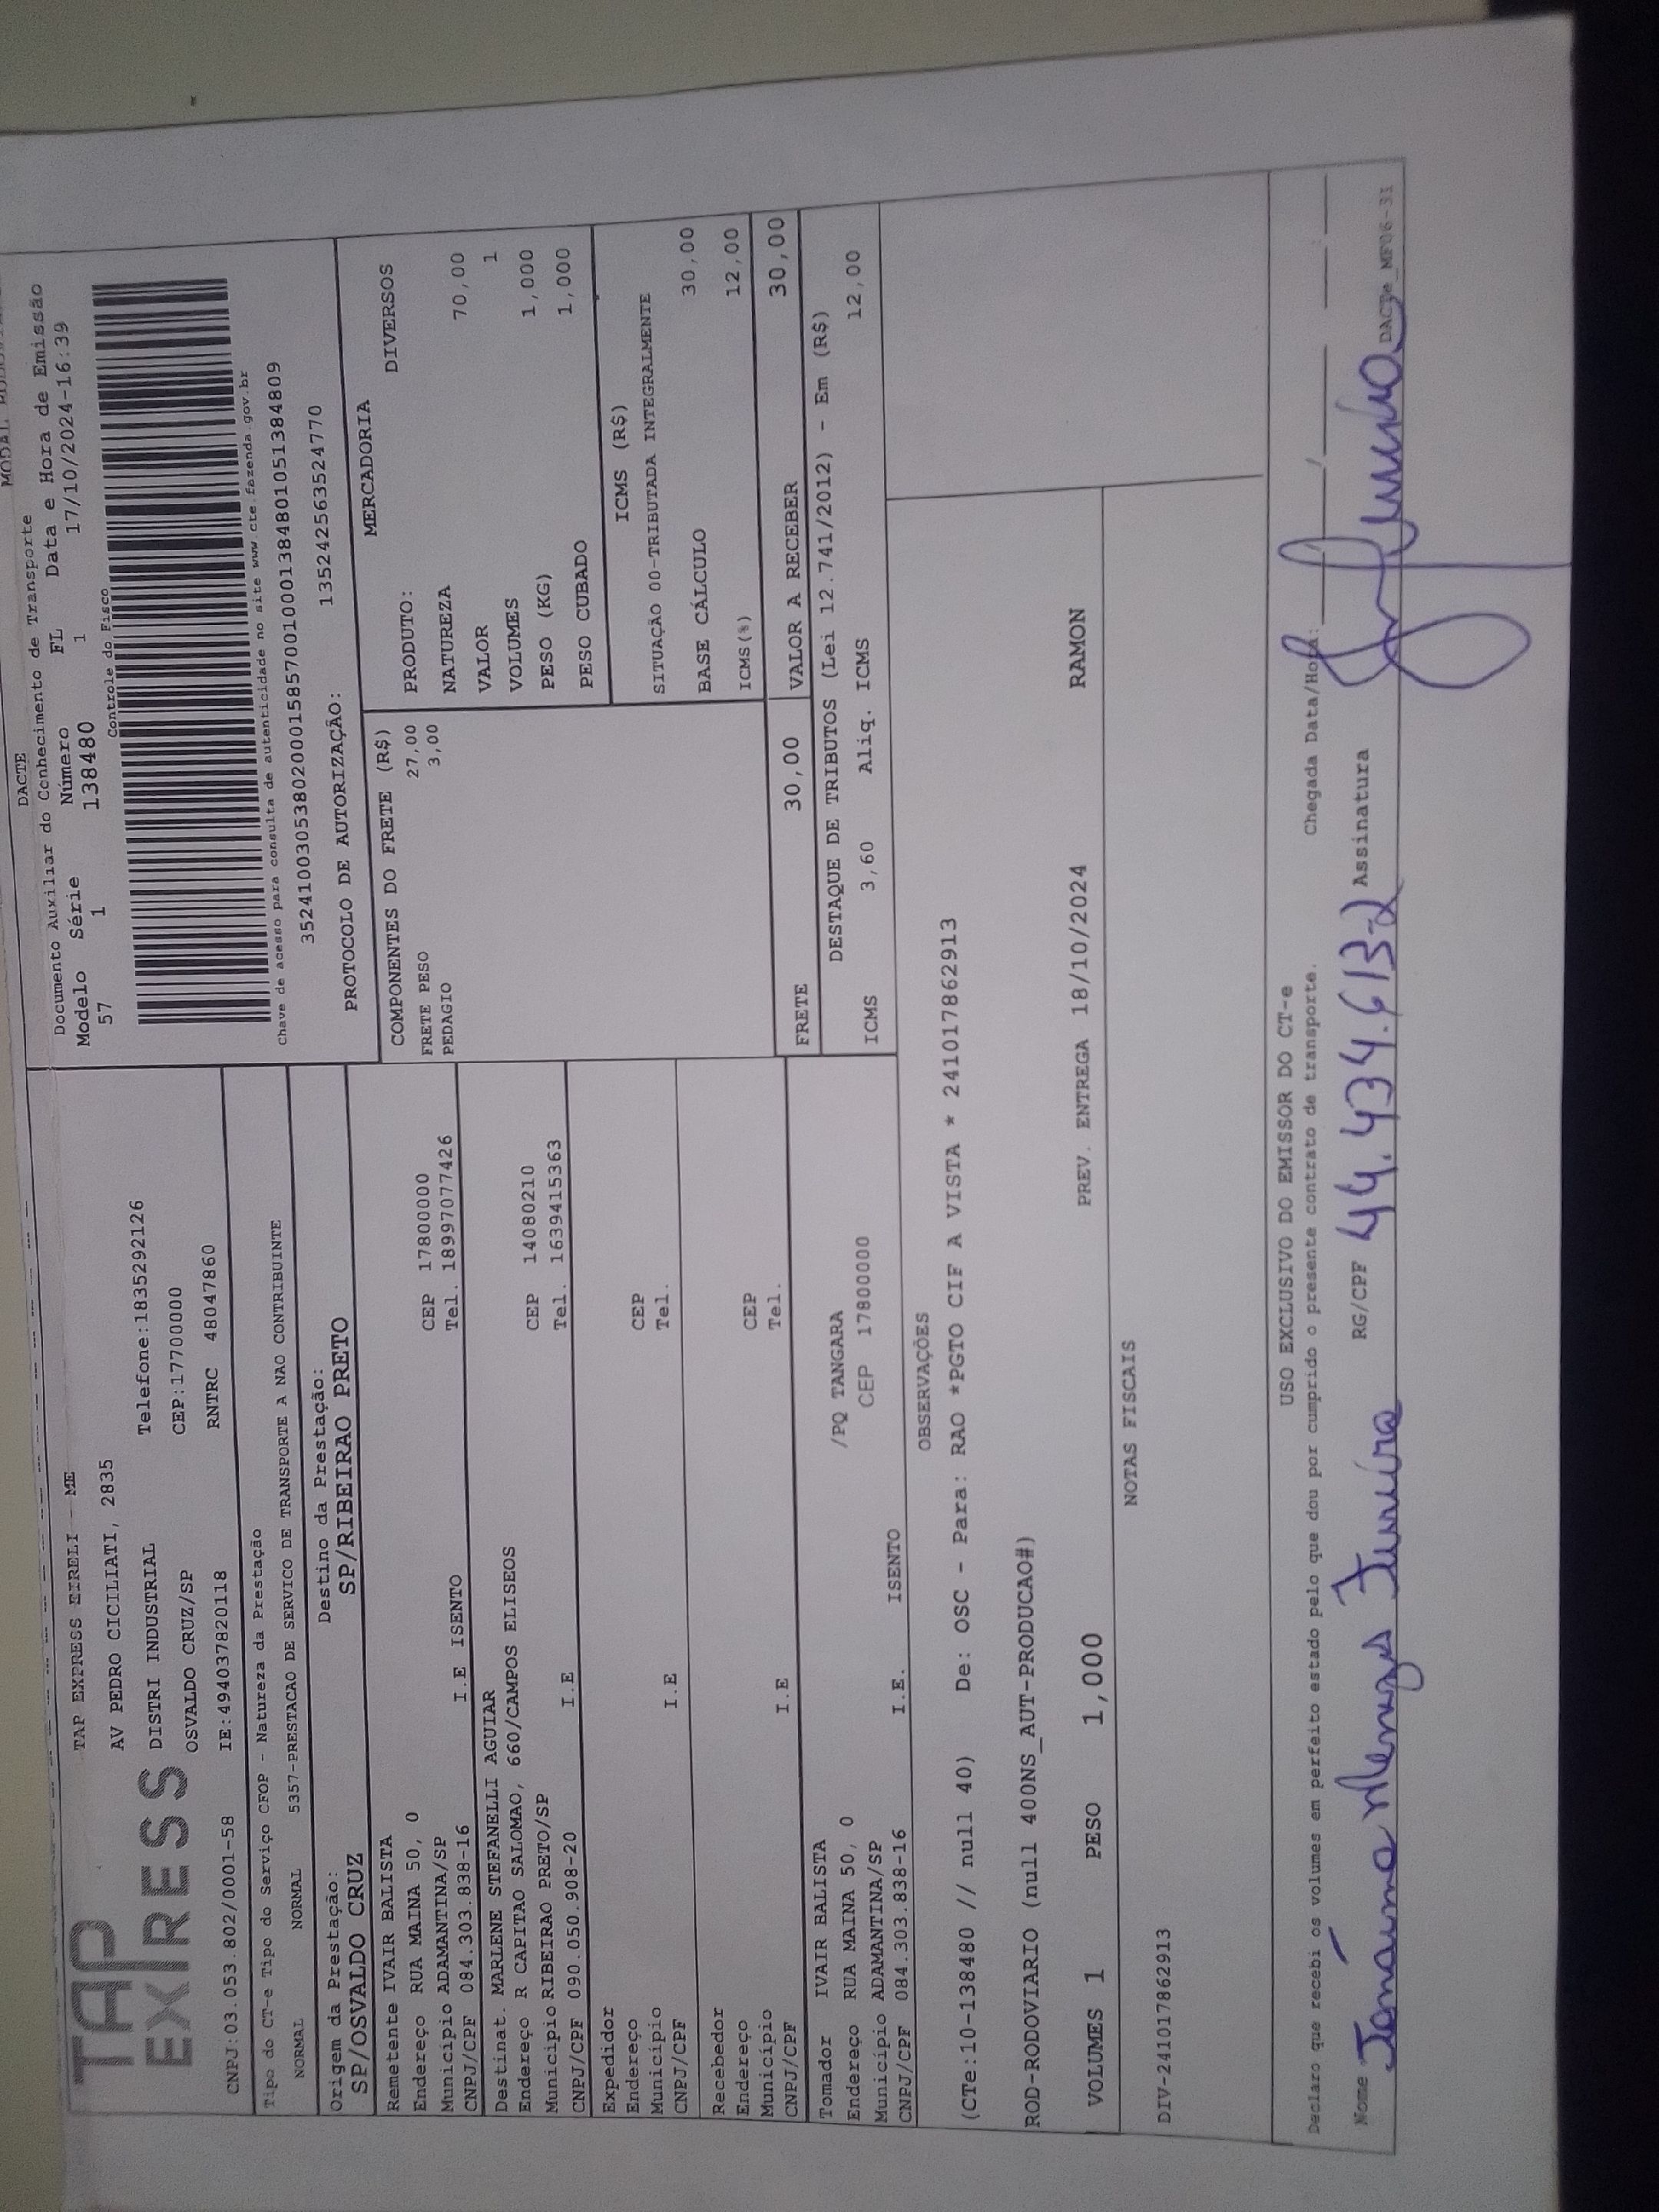 TAP
EXPRESS
TAP EXPRESS EIRELI - ME
AV PEDRO CICILIATI, 2835
DISTRI INDUSTRIAL Telefone:1835292126
OSVALDO CRUZ/SP CEP:17700000
CNPJ:03.053.802/0001-58 IE:494037820118 RNTRC 48047860
DACTE
Documento Auxiliar do Conhecimento de Transporte
Modelo Série Número FL Data e Hora de Emissão
57 1 138480 1 17/10/2024-16:39
Controle do Fisco
Chave de acesso para consulta de autenticidade no site www.cte.fazenda.gov.br
35241003053802000158570010001384801051384809
PROTOCOLO DE AUTORIZAÇÃO: 135242563524770
Tipo do CT-e Tipo do Serviço CFOP - Natureza da Prestação
NORMAL NORMAL 5357-PRESTACAO DE SERVICO DE TRANSPORTE A NAO CONTRIBUINTE
Origem da Prestação: Destino da Prestação:
SP/OSVALDO CRUZ SP/RIBEIRAO PRETO
Remetente IVAIR BALISTA
Endereço RUA MAINA 50, 0 CEP 17800000
Município ADAMANTINA/SP Tel. 18997077426
CNPJ/CPF 084.303.838-16 I.E ISENTO
Destinat. MARLENE STEFANELLI AGUIAR
Endereço R CAPITAO SALOMAO, 660/CAMPOS ELISEOS CEP 14080210
Município RIBEIRAO PRETO/SP Tel. 1639415363
CNPJ/CPF 090.050.908-20 I.E
Expedidor
Endereço CEP
Município Tel.
CNPJ/CPF I.E
Recebedor
Endereço CEP
Município Tel.
CNPJ/CPF I.E
Tomador IVAIR BALISTA
Endereço RUA MAINA 50, 0 /PQ TANGARA
Município ADAMANTINA/SP CEP 17800000
CNPJ/CPF 084.303.838-16 I.E. ISENTO
COMPONENTES DO FRETE (R$)
FRETE PESO 27,00
PEDAGIO 3,00
MERCADORIA
PRODUTO: DIVERSOS
NATUREZA
VALOR 70,00
VOLUMES 1
PESO (KG) 1,000
PESO CUBADO 1,000
ICMS (R$)
SITUAÇÃO 00-TRIBUTADA INTEGRALMENTE
BASE CÁLCULO 30,00
ICMS(%) 12,00
FRETE 30,00 VALOR A RECEBER 30,00
DESTAQUE DE TRIBUTOS (Lei 12.741/2012) - Em (R$)
ICMS 3,60 Aliq. ICMS 12,00
OBSERVAÇÕES
(CTe:10-138480 // null 40) De: OSC - Para: RAO *PGTO CIF A VISTA * 241017862913
ROD-RODOVIARIO (null 400NS_AUT-PRODUCAO#)
VOLUMES 1 PESO 1,000 PREV. ENTREGA 18/10/2024 RAMON
NOTAS FISCAIS
DIV-241017862913
USO EXCLUSIVO DO EMISSOR DO CT-e
Declaro que recebi os volumes em perfeito estado pelo que dou por cumprido o presente contrato de transporte. Chegada Data/Hora: / :
Nome Menezes RG/CPF 44.434.613-2 Assinatura
DACTe_MF06-31